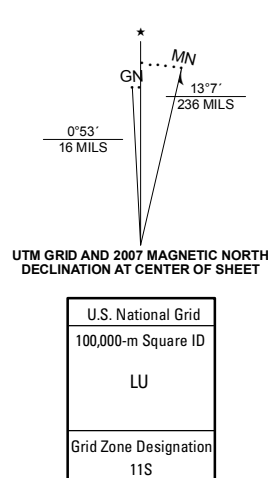 ★
MN
GN
13°7´
236 MILS
0°53´
16 MILS
UTM GRID AND 2007 MAGNETIC NORTH
DECLINATION AT CENTER OF SHEET
U.S. National Grid
100,000-m Square ID
LU
Grid Zone Designation
11S